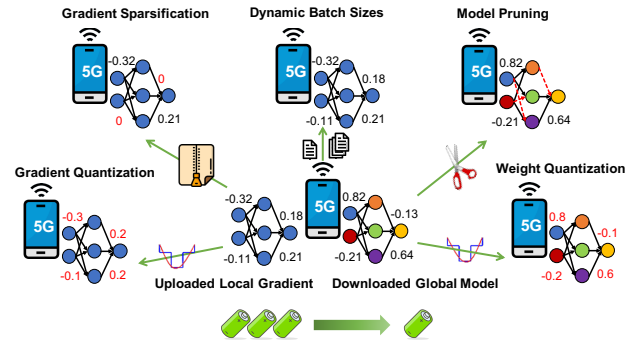 Gradient Sparsification
Dynamic Batch Sizes
Model Pruning
5G
-0.32
0
0
0.21
5G
-0.32
0.18
-0.11
0.21
5G
0.82
-0.21
0.64
Gradient Quantization
Weight Quantization
5G
-0.3
0.2
-0.1
0.2
-0.32
0.18
-0.11
0.21
5G
0.82
-0.13
-0.21
0.64
5G
0.8
-0.1
-0.2
0.6
Uploaded Local Gradient
Downloaded Global Model